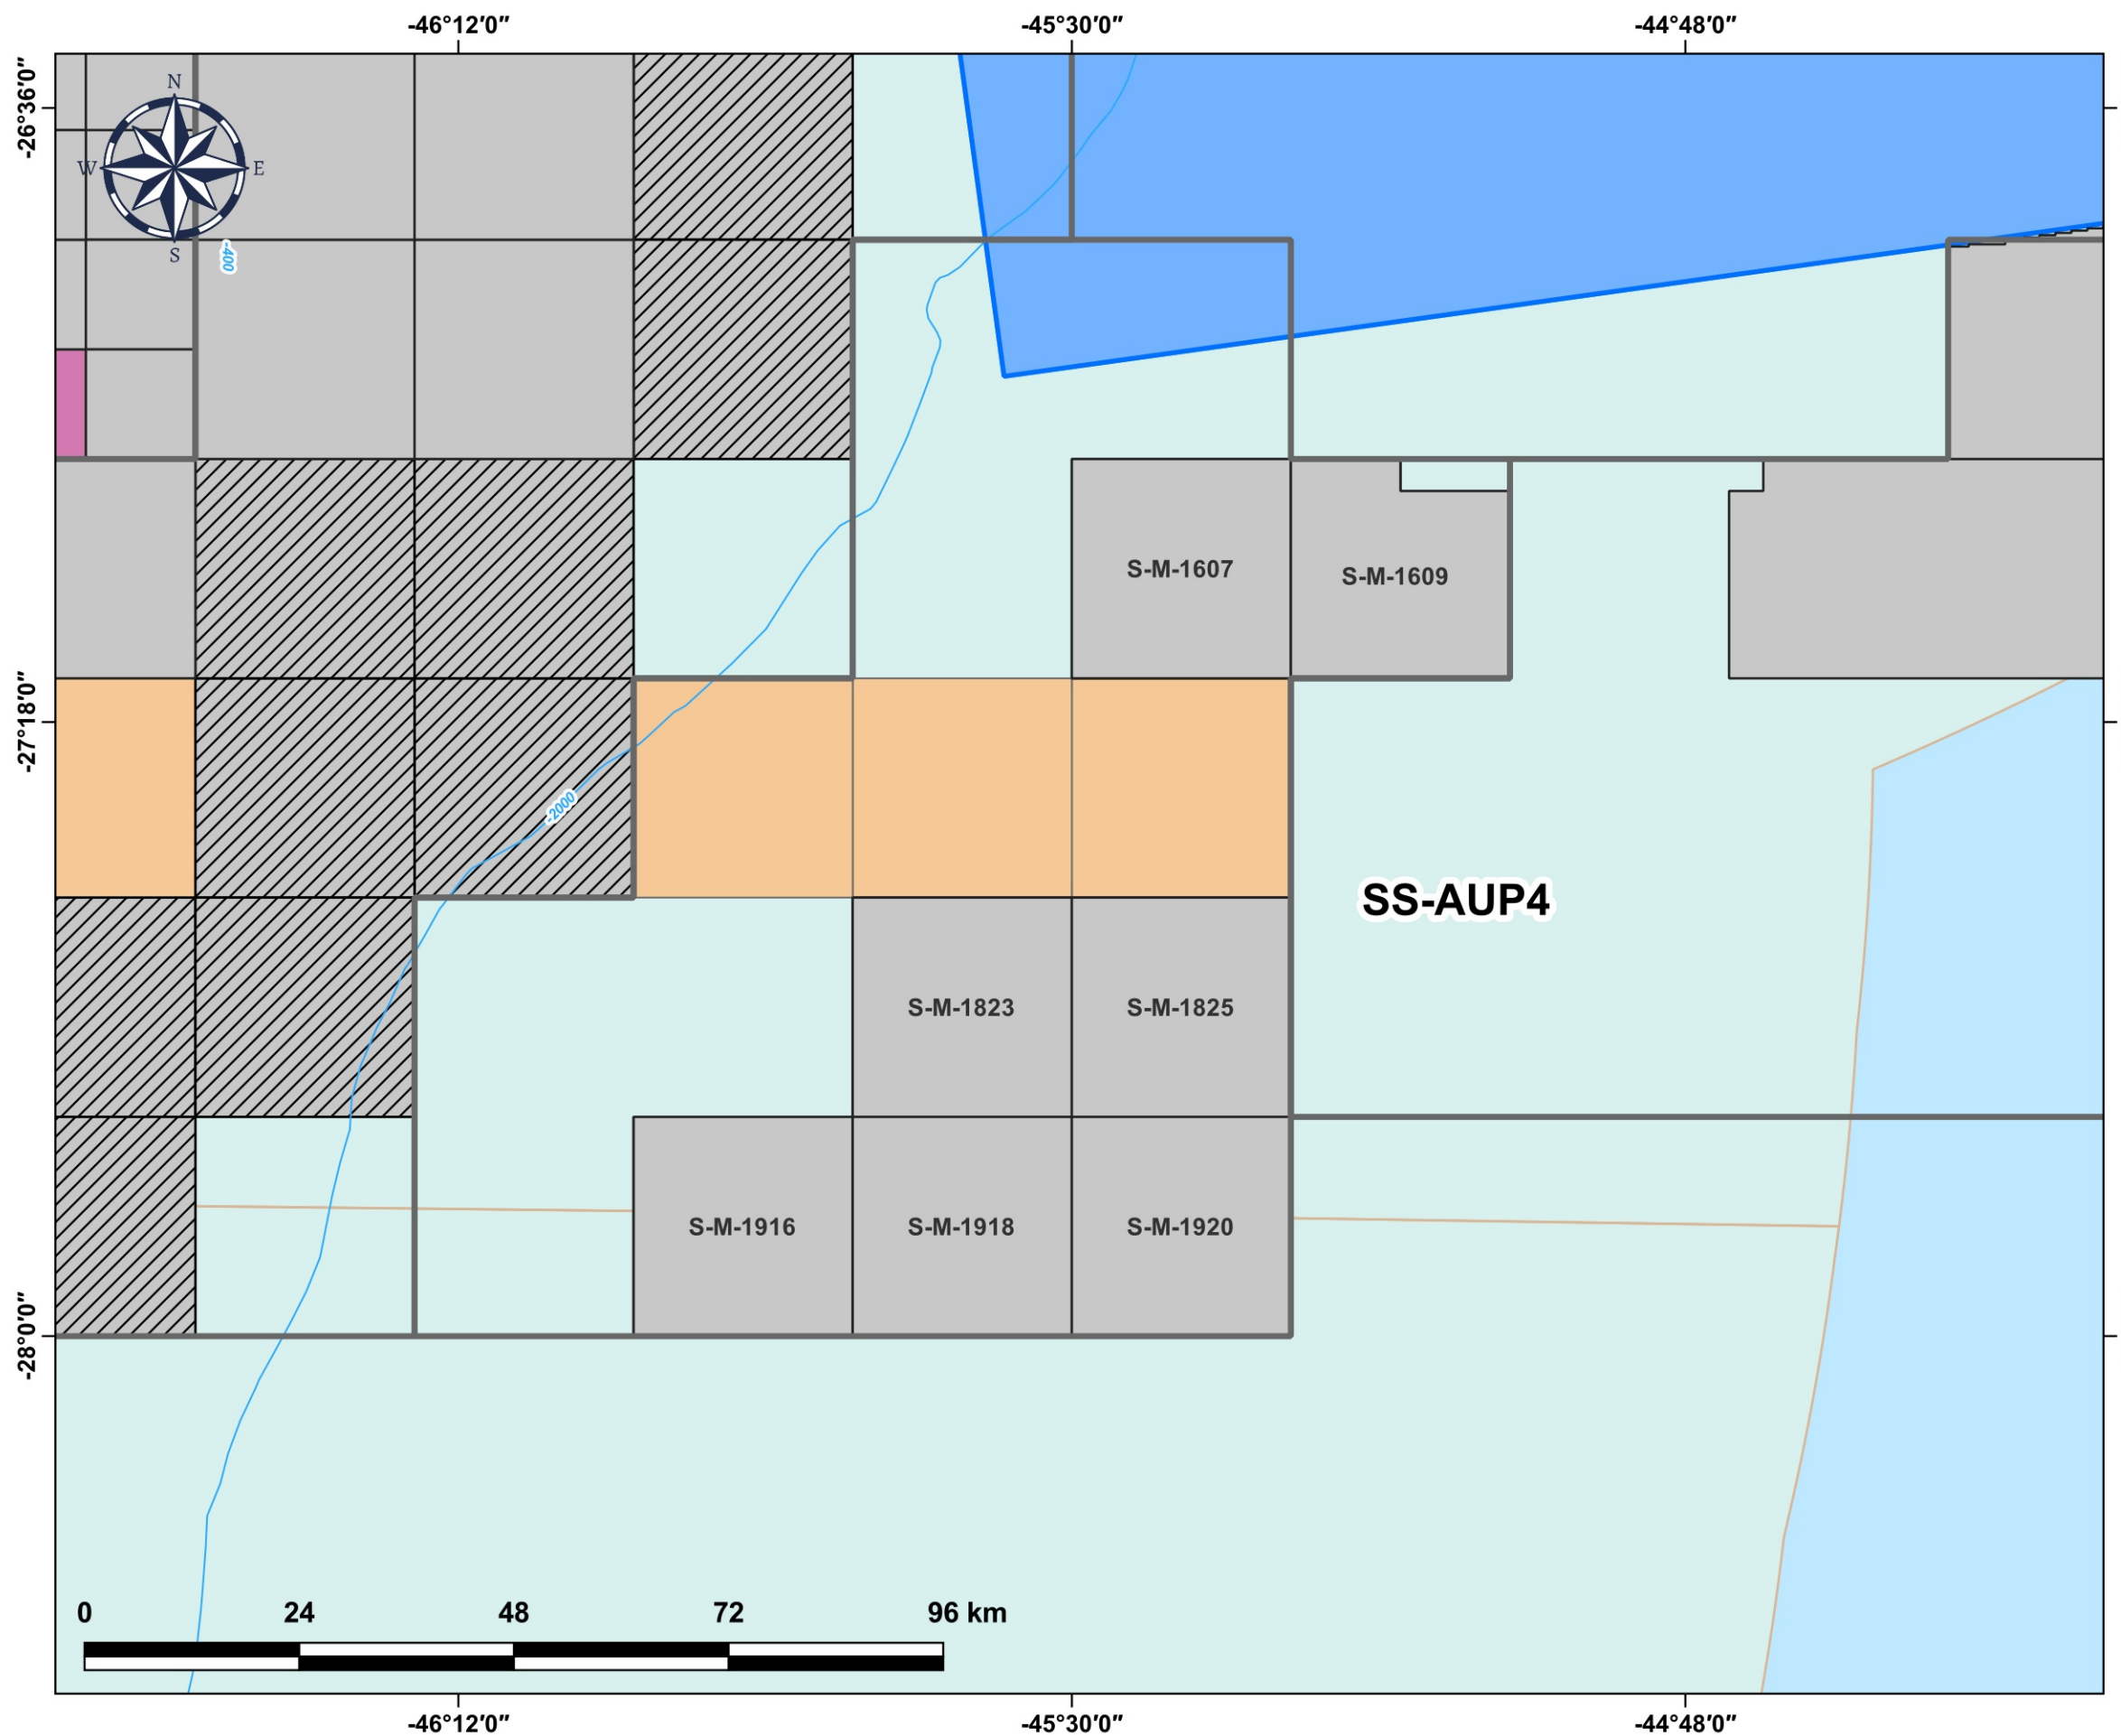 -46°12'0" -45°30'0" -44°48'0"
-26°36'0"
N
W E
S
-400
S-M-1607 S-M-1609
-27°18'0"
-2000
SS-AUP4
S-M-1823 S-M-1825
S-M-1916 S-M-1918 S-M-1920
-28°0'0"
0 24 48 72 96 km
-46°12'0" -45°30'0" -44°48'0"